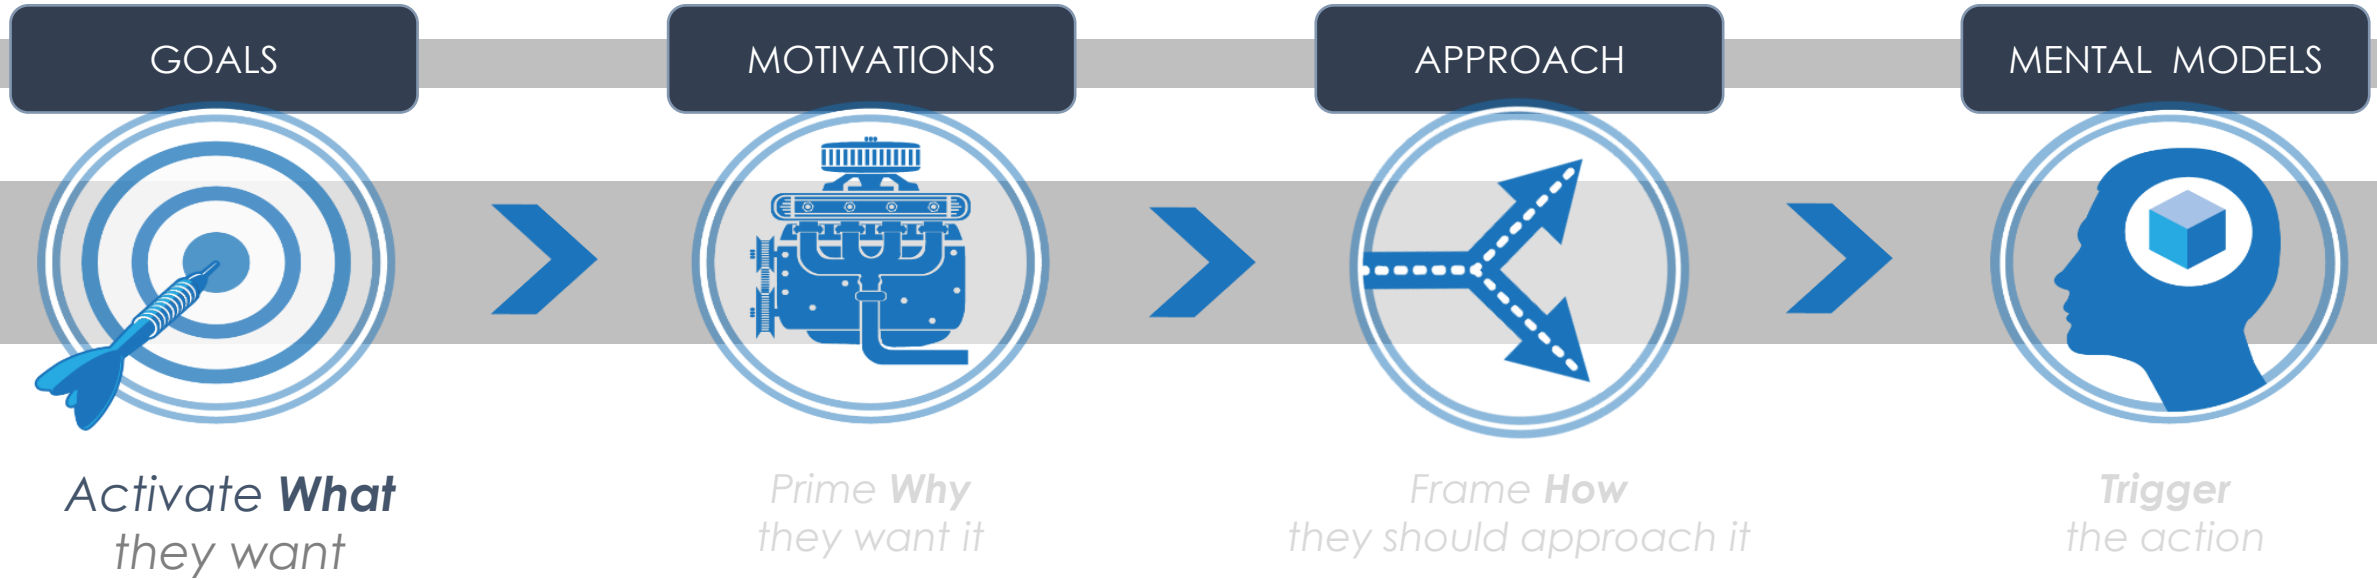 GOALS
MOTIVATIONS
APPROACH
MENTAL MODELS
Activate What
they want
Prime Why
they want it
Frame How
they should approach it
Trigger
the action